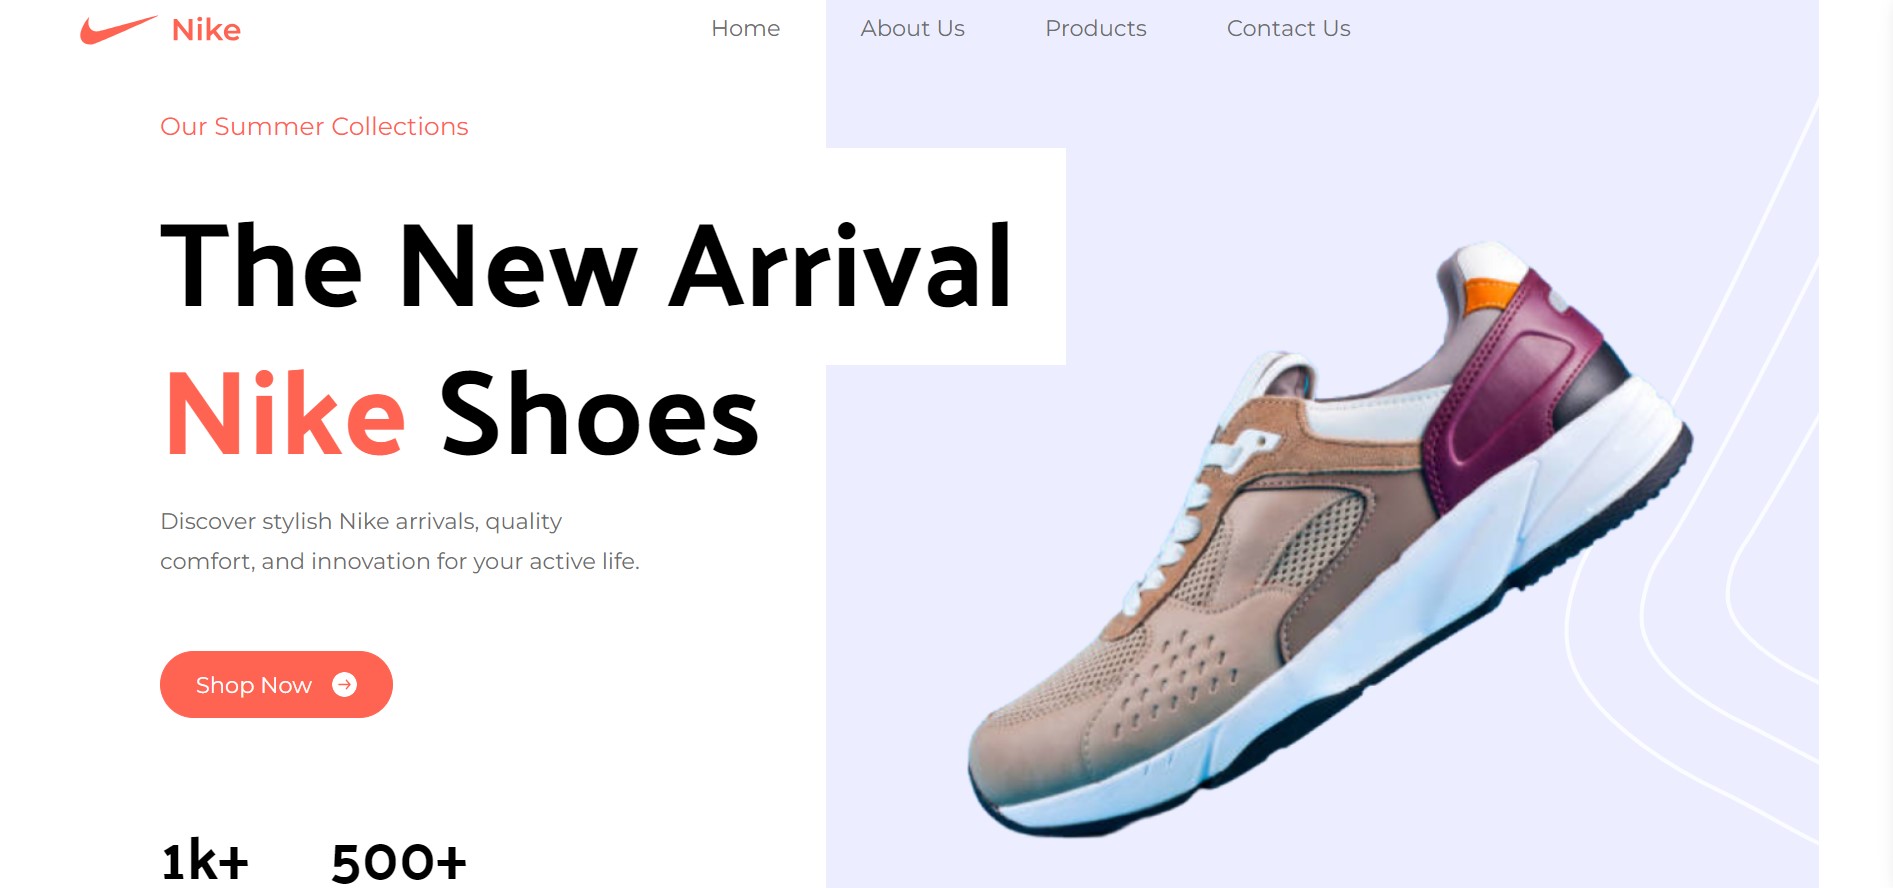 Nike
Home
About Us
Products
Contact Us
Our Summer Collections
The New Arrival
Nike Shoes
Discover stylish Nike arrivals, quality
comfort, and innovation for your active life.
Shop Now
1k+
500+